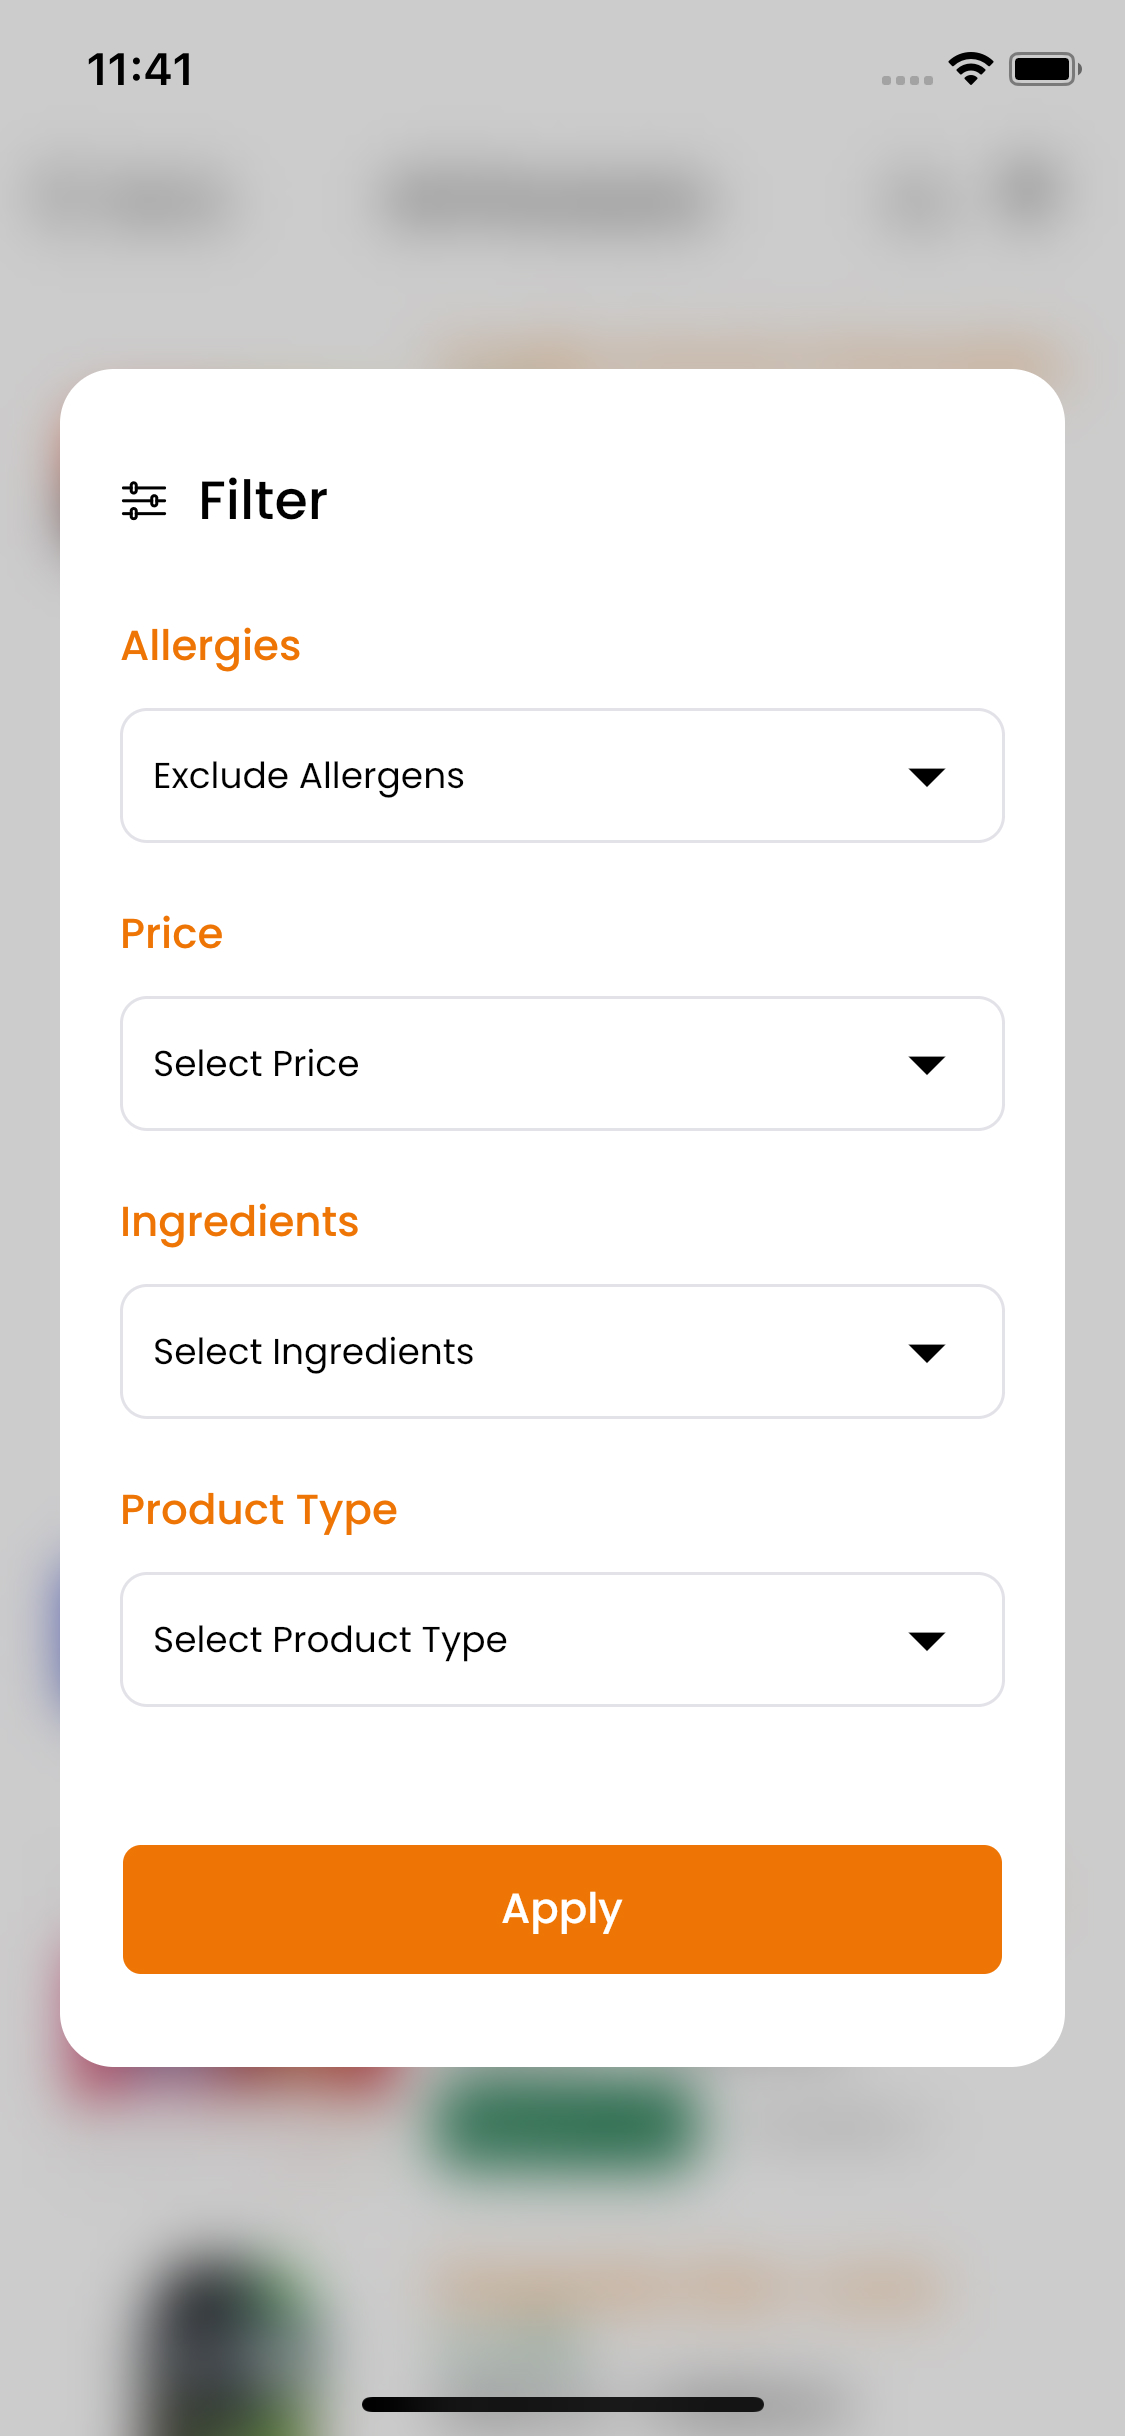 11:41
Filter
Allergies
Exclude Allergens
Price
Select Price
Ingredients
Select Ingredients
Product Type
Select Product Type
Apply